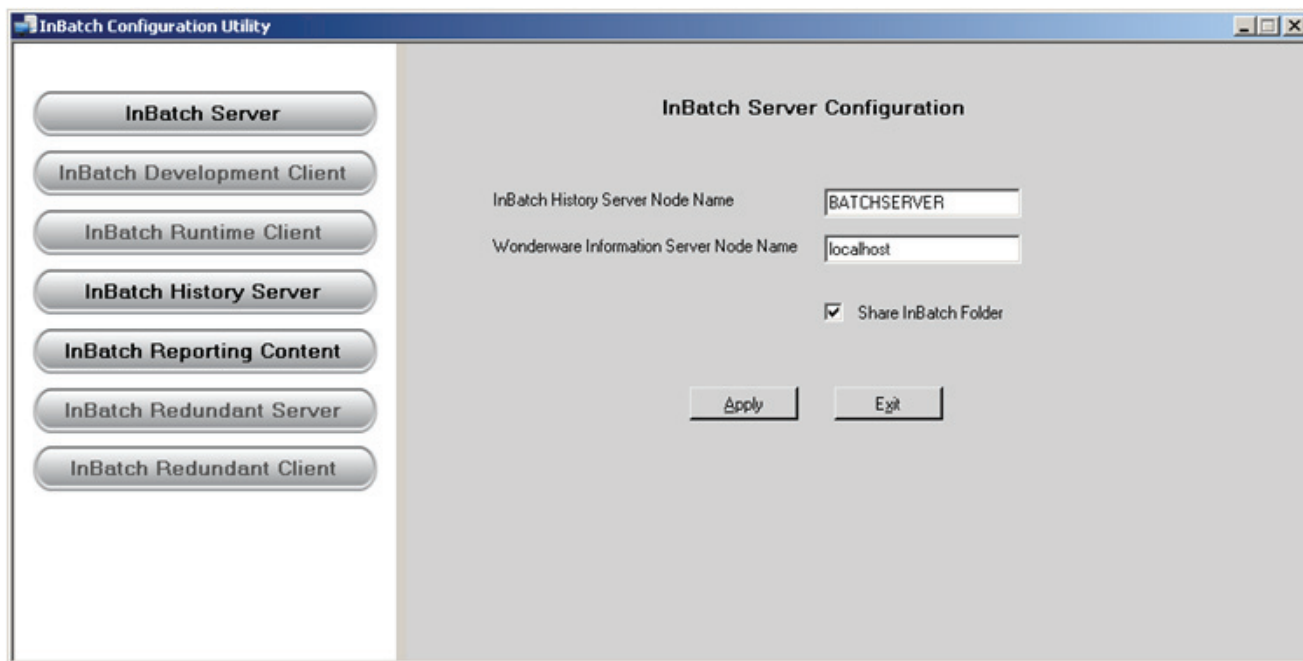 InBatch Configuration Utility
InBatch Server
InBatch Development Client
InBatch Runtime Client
InBatch History Server
InBatch Reporting Content
InBatch Redundant Server
InBatch Redundant Client
InBatch Server Configuration
InBatch History Server Node Name BATCHSERVER
Wonderware Information Server Node Name localhost
Share InBatch Folder
Apply Exit